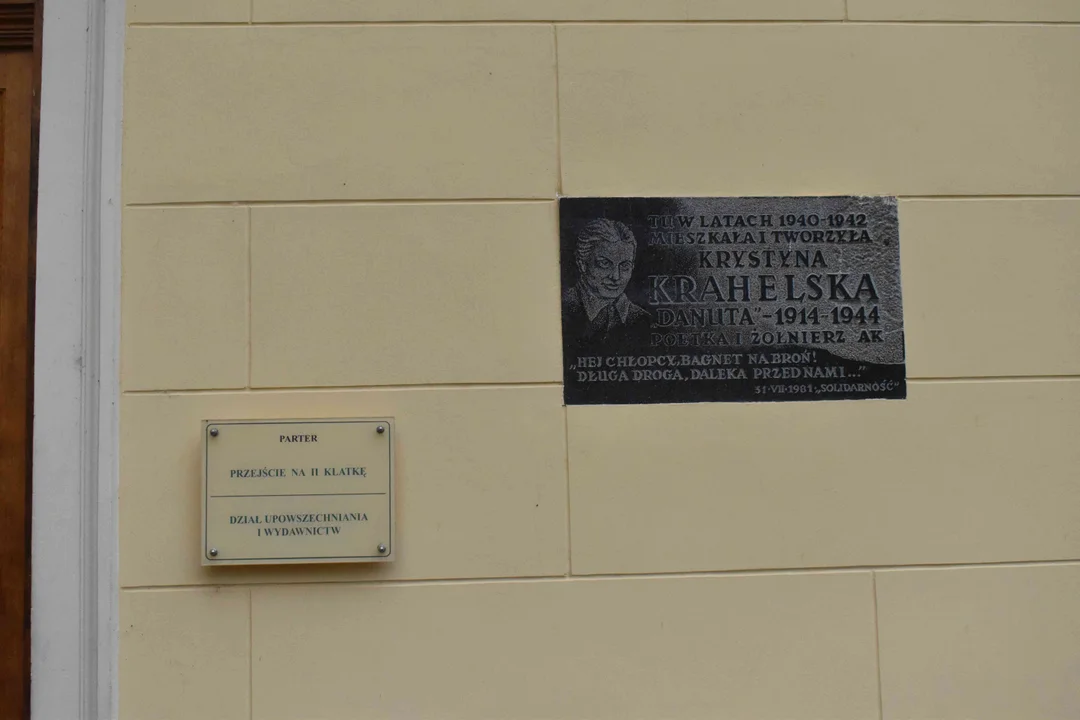 TU W LATACH 1940-1942
MIESZKAŁA I TWORZYŁA
KRYSTYNA
KRAHELSKA
„DANUTA”-1914-1944
POETKA I ŻOŁNIERZ AK
„HEJ CHŁOPCY, BAGNET NA BROŃ!
DŁUGA DROGA, DALEKA PRZED NAMI...”
31·VII·1981 „SOLIDARNOŚĆ”
PARTER
PRZEJŚCIE NA II KLATKĘ
DZIAŁ UPOWSZECHNIANIA
I WYDAWNICTW